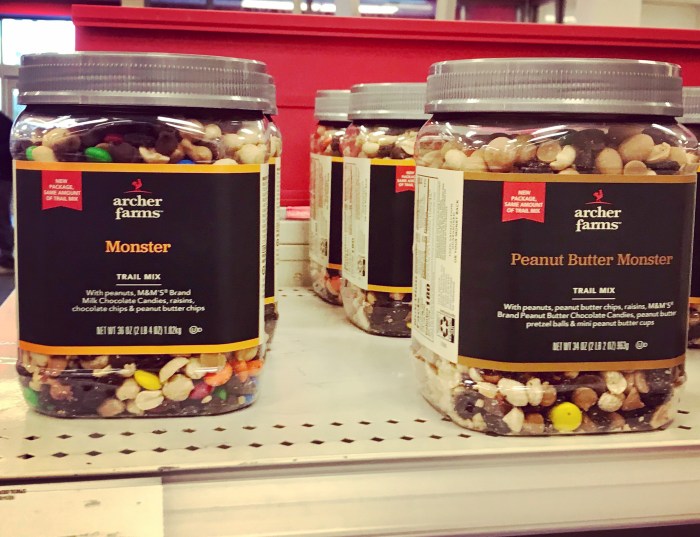 NEW
PACKAGE,
SAME AMOUNT
OF TRAIL MIX
archer
farms™
Monster
TRAIL MIX
With peanuts, M&M'S® Brand
Milk Chocolate Candies, raisins,
chocolate chips & peanut butter chips
NET WT 36 OZ (2 LB 4 OZ) 1.02kg
NEW
PACKAGE,
SAME AMOUNT
OF TRAIL MIX
archer
farms™
Peanut Butter Monster
TRAIL MIX
With peanuts, peanut butter chips, raisins, M&M'S®
Brand Peanut Butter Chocolate Candies, peanut butter
pretzel balls & mini peanut butter cups
NET WT 34 OZ (2 LB 2 OZ) 963g